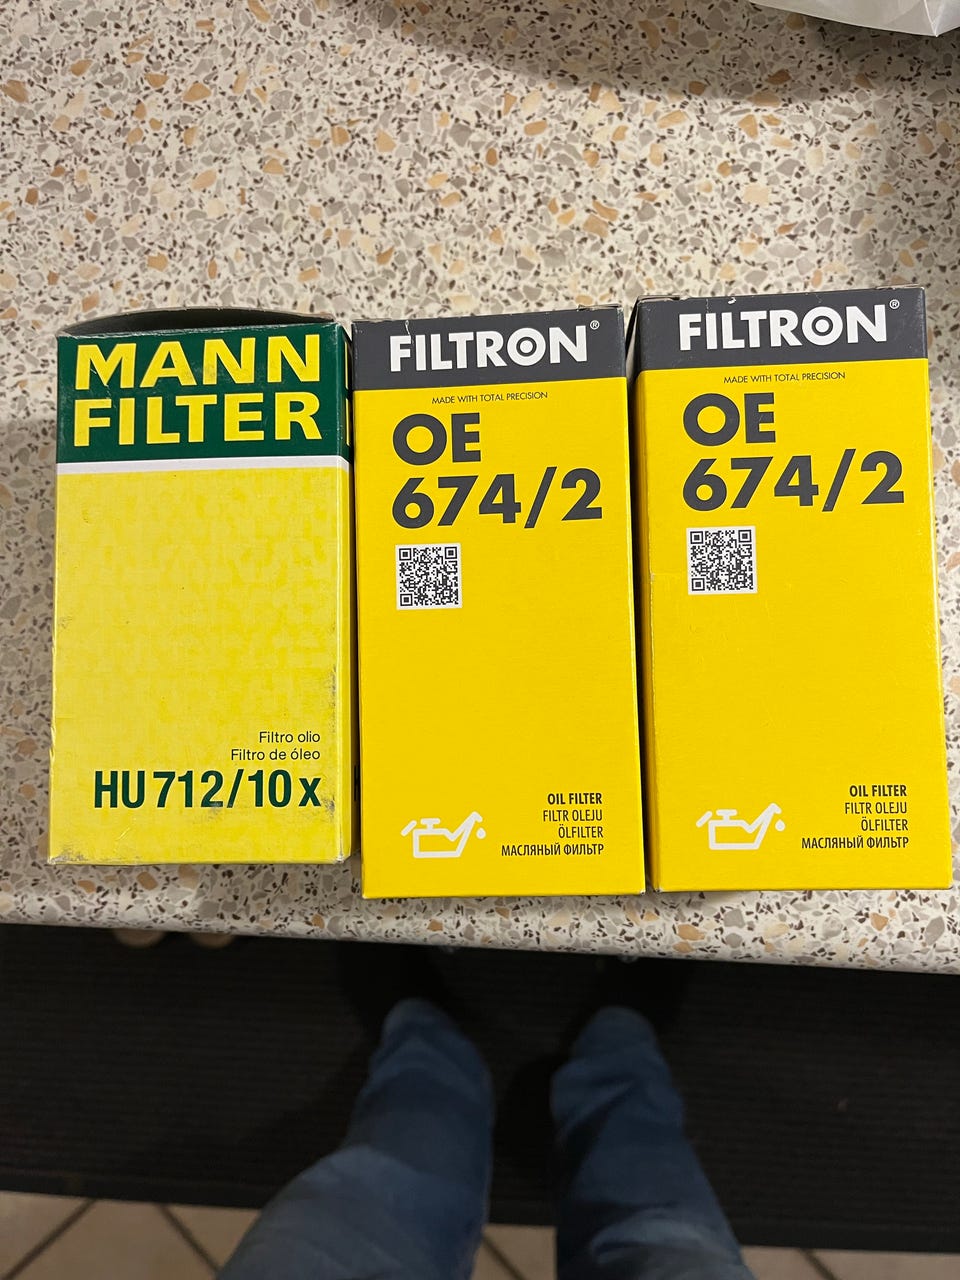 MANN
FILTER
Filtro olio
Filtro de óleo
HU 712/10 x
FILTRON®
MADE WITH TOTAL PRECISION
OE
674/2
OIL FILTER
FILTR OLEJU
ÖLFILTER
МАСЛЯНЫЙ ФИЛЬТР
FILTRON®
MADE WITH TOTAL PRECISION
OE
674/2
OIL FILTER
FILTR OLEJU
ÖLFILTER
МАСЛЯНЫЙ ФИЛЬТР